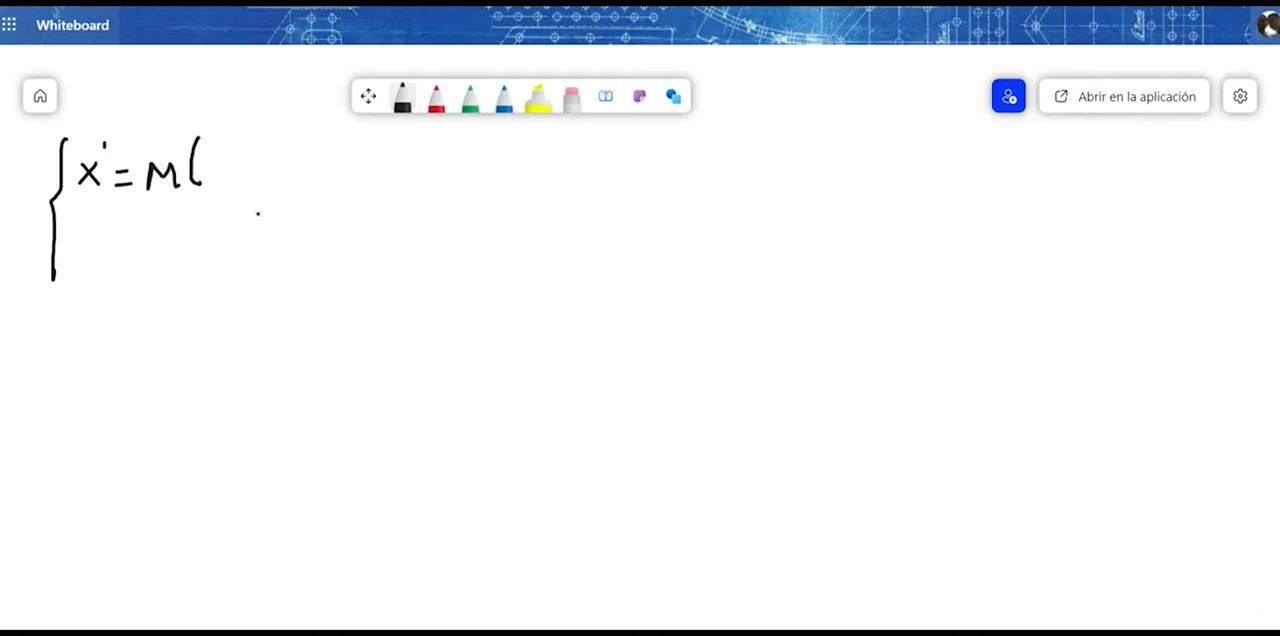 Whiteboard
Abrir en la aplicación
{ x' = M(